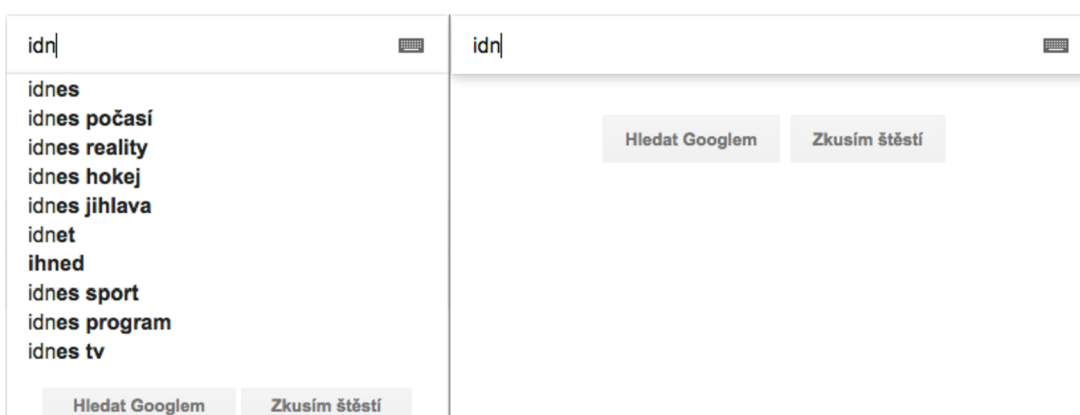 idn
idnes
idnes počasí
idnes reality
idnes hokej
idnes jihlava
idnet
ihned
idnes sport
idnes program
idnes tv
Hledat Googlem
Zkusím štěstí
idn
Hledat Googlem
Zkusím štěstí